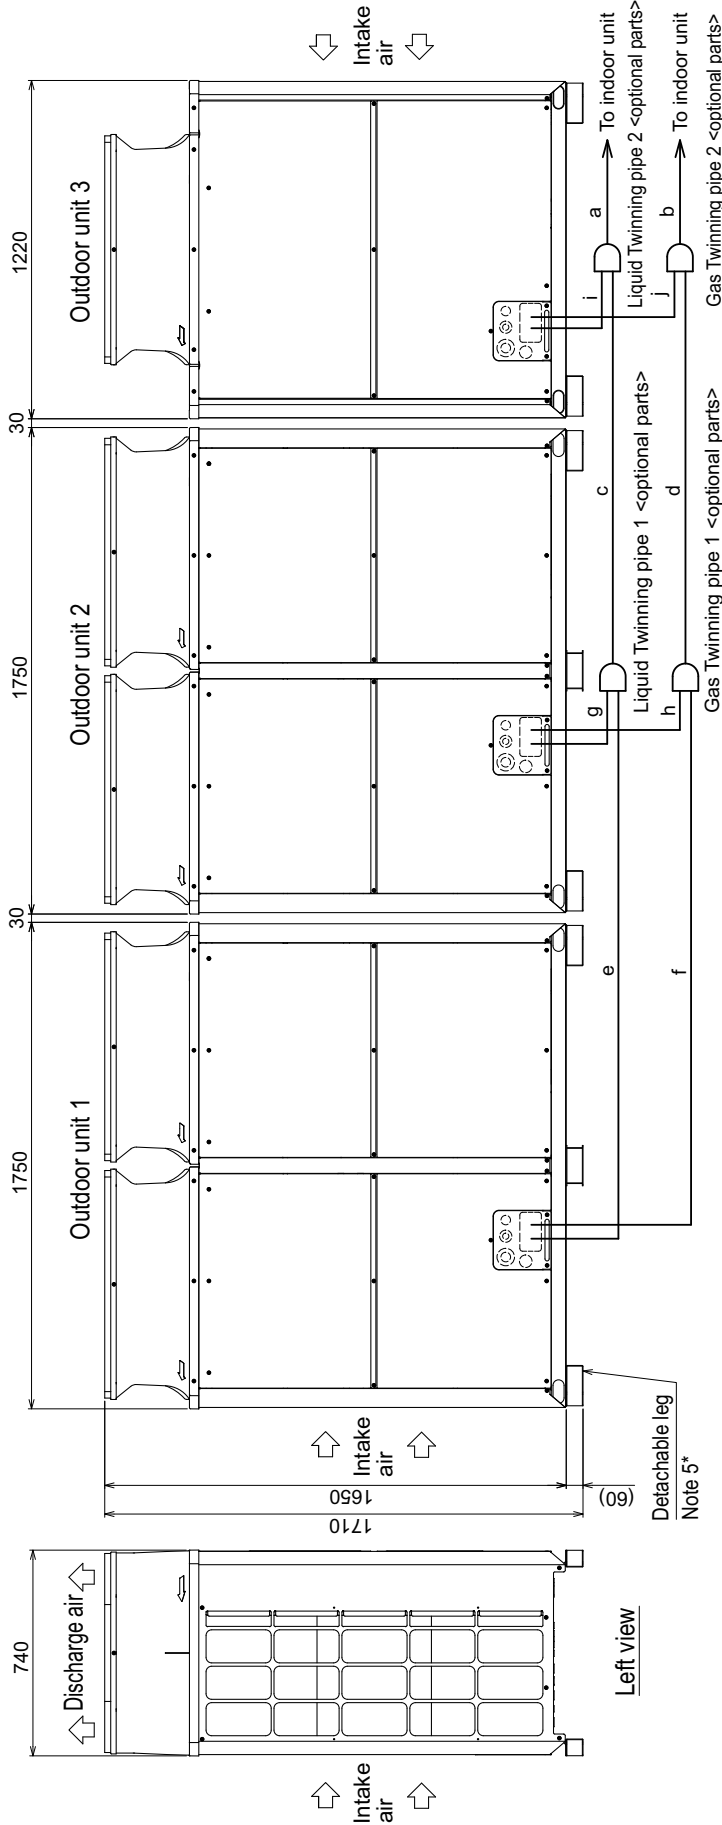 740
Discharge air
Intake
air
Left view
1750
30
1750
30
1220
Outdoor unit 1
Outdoor unit 2
Outdoor unit 3
Intake
air
1650
1710
(60)
Detachable leg
Note 5*
Intake
air
e
f
g
h
c
d
i
j
a
b
To indoor unit
Liquid Twinning pipe 2 <optional parts>
To indoor unit
Gas Twinning pipe 2 <optional parts>
Liquid Twinning pipe 1 <optional parts>
Gas Twinning pipe 1 <optional parts>